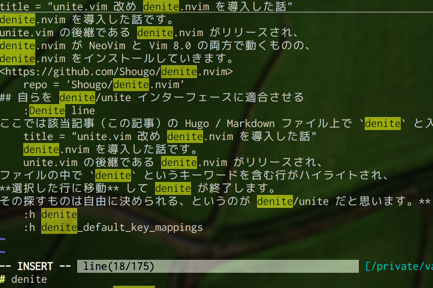 title = "unite.vim 改め denite.nvim を導入した話"
denite.nvim を導入した話です。
unite.vim の後継である denite.nvim がリリースされ、
denite.nvim が NeoVim と Vim 8.0 の両方で動くものの、
denite.nvim をインストールしていきます。
<https://github.com/Shougo/denite.nvim>
repo = 'Shougo/denite.nvim'
## 自らを denite/unite インターフェースに適合させる
:Denite line
ここでは該当記事（この記事）の Hugo / Markdown ファイル上で `denite` と入
title = "unite.vim 改め denite.nvim を導入した話"
denite.nvim を導入した話です。
unite.vim の後継である denite.nvim がリリースされ、
ファイルの中で `denite` というキーワードを含む行がハイライトされ、
**選択した行に移動** して denite が終了します。
その探すものは自由に決められる、というのが denite/unite だと思います。**
:h denite
:h denite_default_key_mappings
~
~
-- INSERT -- line(18/175) [/private/va
# denite